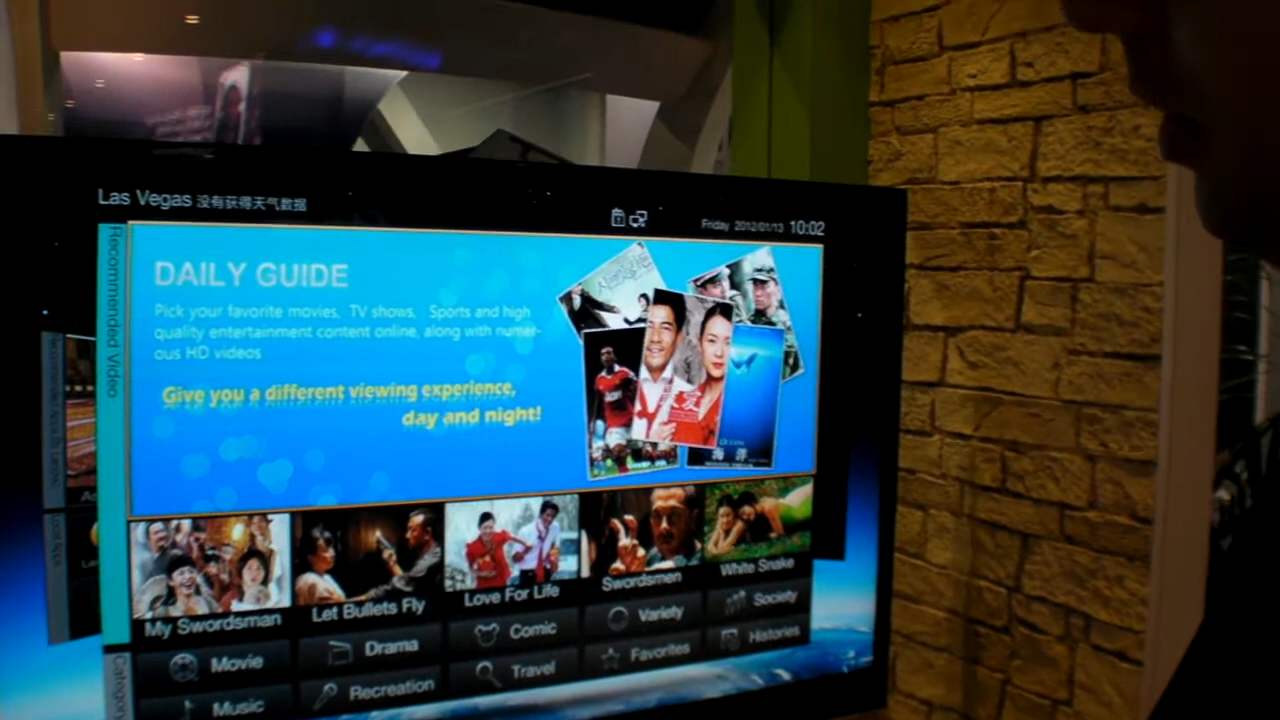 Las Vegas 没有获得天气数据
Friday 2012/01/13 10:02
Recommended Video
DAILY GUIDE
Pick your favorite movies, TV shows, Sports and high
quality entertainment content online, along with numer-
ous HD videos
Give you a different viewing experience,
day and night!
海洋
My Swordsman
Let Bullets Fly
Love For Life
Swordsmen
White Snake
Movie
Drama
Comic
Variety
Society
Music
Recreation
Travel
Favorites
Histories